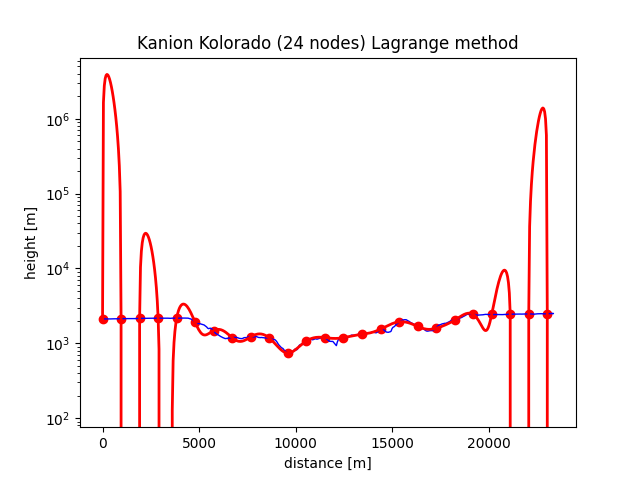 Kanion Kolorado (24 nodes) Lagrange method
height [m]
10^6
10^5
10^4
10^3
10^2
0 5000 10000 15000 20000
distance [m]